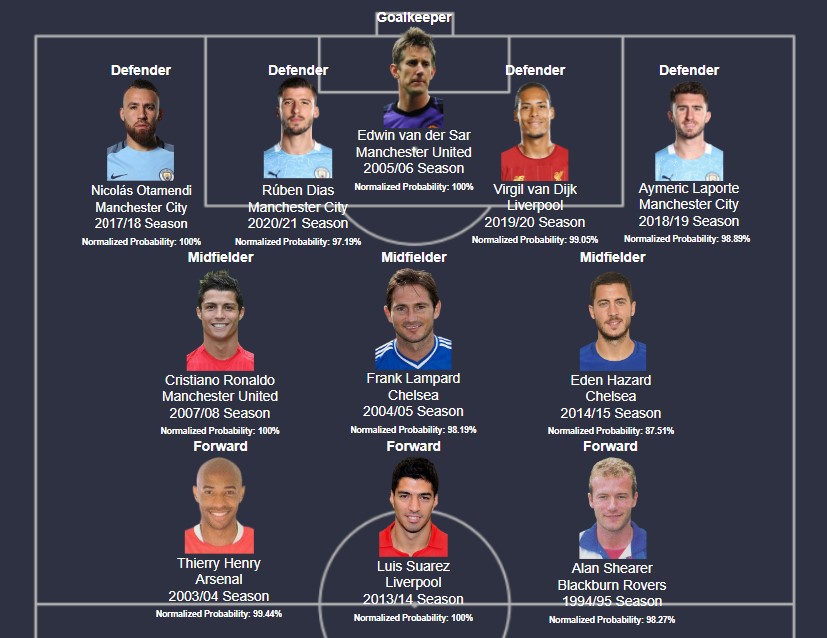 Goalkeeper
Edwin van der Sar
Manchester United
2005/06 Season
Normalized Probability: 100%
Defender
Nicolás Otamendi
Manchester City
2017/18 Season
Normalized Probability: 100%
Defender
Rúben Dias
Manchester City
2020/21 Season
Normalized Probability: 97.19%
Defender
Virgil van Dijk
Liverpool
2019/20 Season
Normalized Probability: 99.05%
Defender
Aymeric Laporte
Manchester City
2018/19 Season
Normalized Probability: 98.89%
Midfielder
Cristiano Ronaldo
Manchester United
2007/08 Season
Normalized Probability: 100%
Midfielder
Frank Lampard
Chelsea
2004/05 Season
Normalized Probability: 98.19%
Midfielder
Eden Hazard
Chelsea
2014/15 Season
Normalized Probability: 87.51%
Forward
Thierry Henry
Arsenal
2003/04 Season
Normalized Probability: 99.44%
Forward
Luis Suarez
Liverpool
2013/14 Season
Normalized Probability: 100%
Forward
Alan Shearer
Blackburn Rovers
1994/95 Season
Normalized Probability: 98.27%